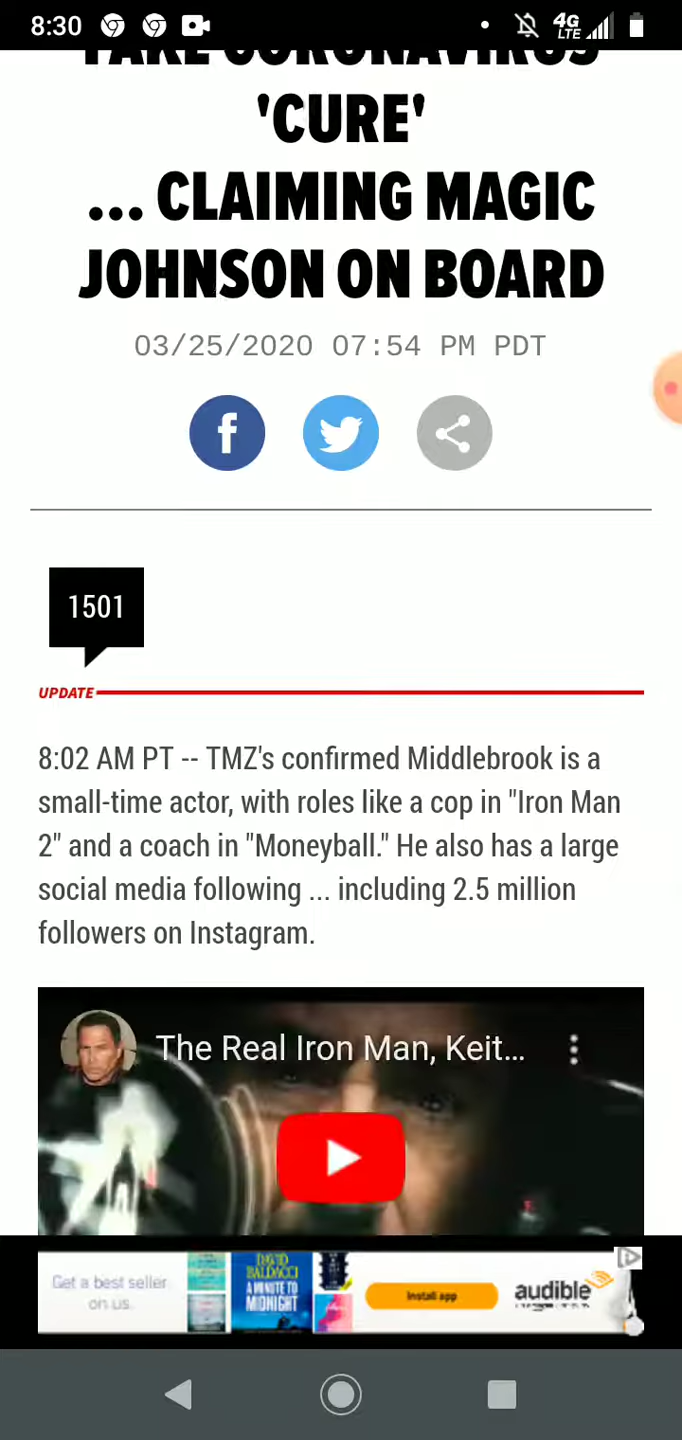 8:30
4G
LTE
FAKE CORONAVIRUS
'CURE'
... CLAIMING MAGIC
JOHNSON ON BOARD
03/25/2020 07:54 PM PDT
1501
UPDATE
8:02 AM PT -- TMZ's confirmed Middlebrook is a
small-time actor, with roles like a cop in "Iron Man
2" and a coach in "Moneyball." He also has a large
social media following ... including 2.5 million
followers on Instagram.
The Real Iron Man, Keit...
Get a best seller
on us.
DAVID
BALDACCI
A MINUTE TO
MIDNIGHT
Install app
audible